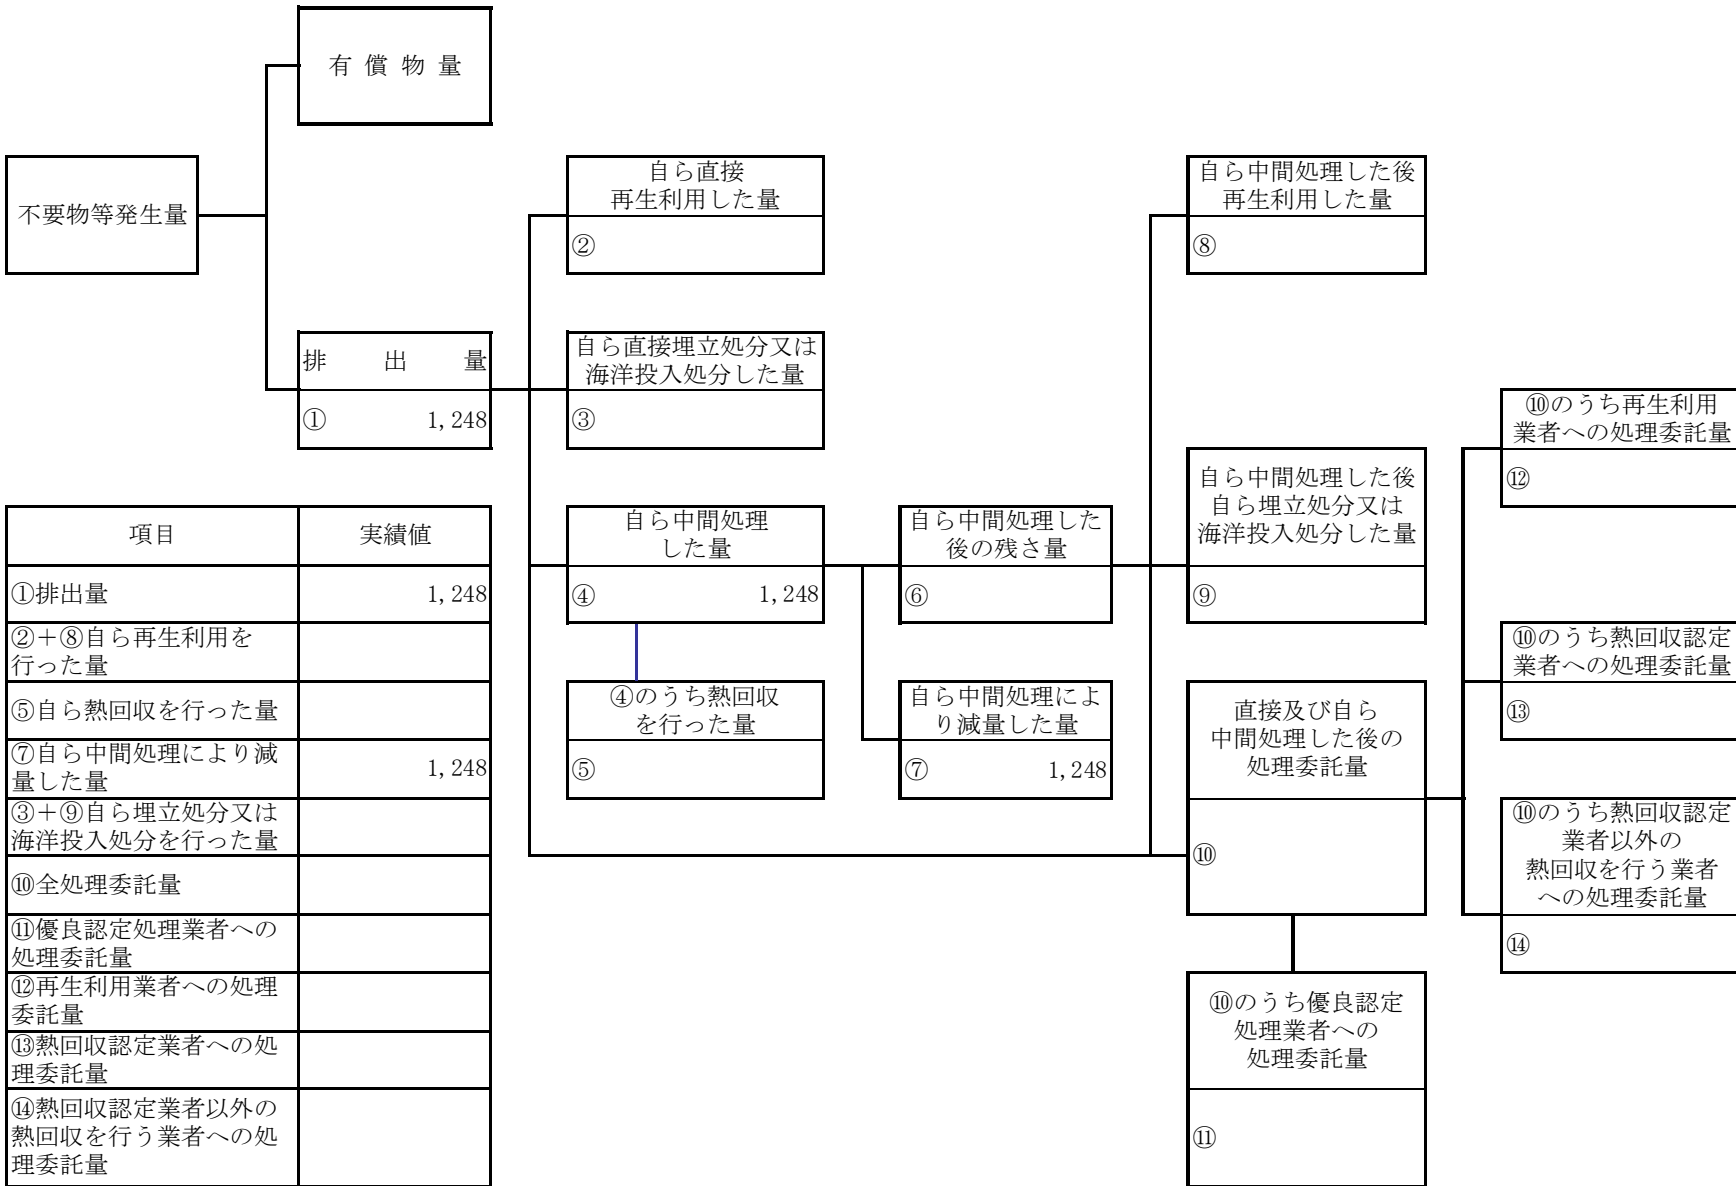 有 償 物 量
不要物等発生量
自ら直接
再生利用した量
②
自ら中間処理した後
再生利用した量
⑧
排 出 量
① 1,248
自ら直接埋立処分又は
海洋投入処分した量
③
⑩のうち再生利用
業者への処理委託量
⑫
自ら中間処理した後
自ら埋立処分又は
海洋投入処分した量
⑨
自ら中間処理
した量
④ 1,248
自ら中間処理した
後の残さ量
⑥
⑩のうち熱回収認定
業者への処理委託量
⑬
④のうち熱回収
を行った量
⑤
自ら中間処理によ
り減量した量
⑦ 1,248
直接及び自ら
中間処理した後の
処理委託量
⑩
⑩のうち熱回収認定
業者以外の
熱回収を行う業者
への処理委託量
⑭
⑩のうち優良認定
処理業者への
処理委託量
⑪
項目 実績値
①排出量 1,248
②＋⑧自ら再生利用を
行った量
⑤自ら熱回収を行った量
⑦自ら中間処理により減
量した量 1,248
③＋⑨自ら埋立処分又は
海洋投入処分を行った量
⑩全処理委託量
⑪優良認定処理業者への
処理委託量
⑫再生利用業者への処理
委託量
⑬熱回収認定業者への処
理委託量
⑭熱回収認定業者以外の
熱回収を行う業者への処
理委託量